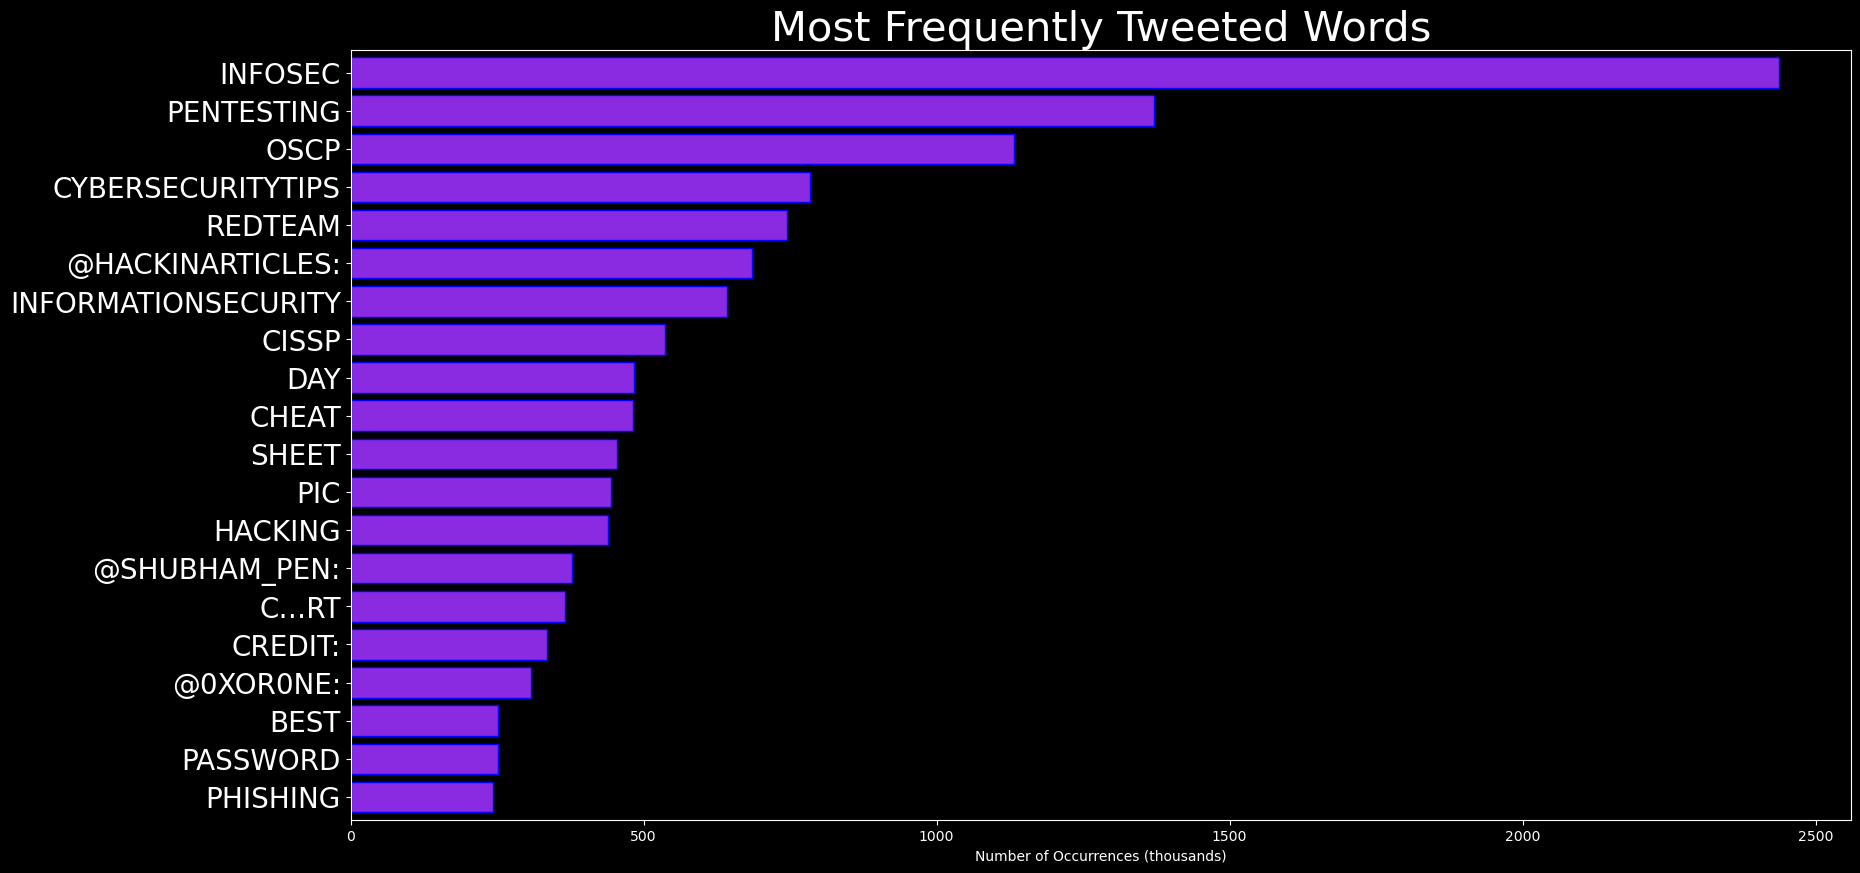 Most Frequently Tweeted Words
INFOSEC
PENTESTING
OSCP
CYBERSECURITYTIPS
REDTEAM
@HACKINARTICLES:
INFORMATIONSECURITY
CISSP
DAY
CHEAT
SHEET
PIC
HACKING
@SHUBHAM_PEN:
C…RT
CREDIT:
@0XOR0NE:
BEST
PASSWORD
PHISHING
0 500 1000 1500 2000 2500
Number of Occurrences (thousands)